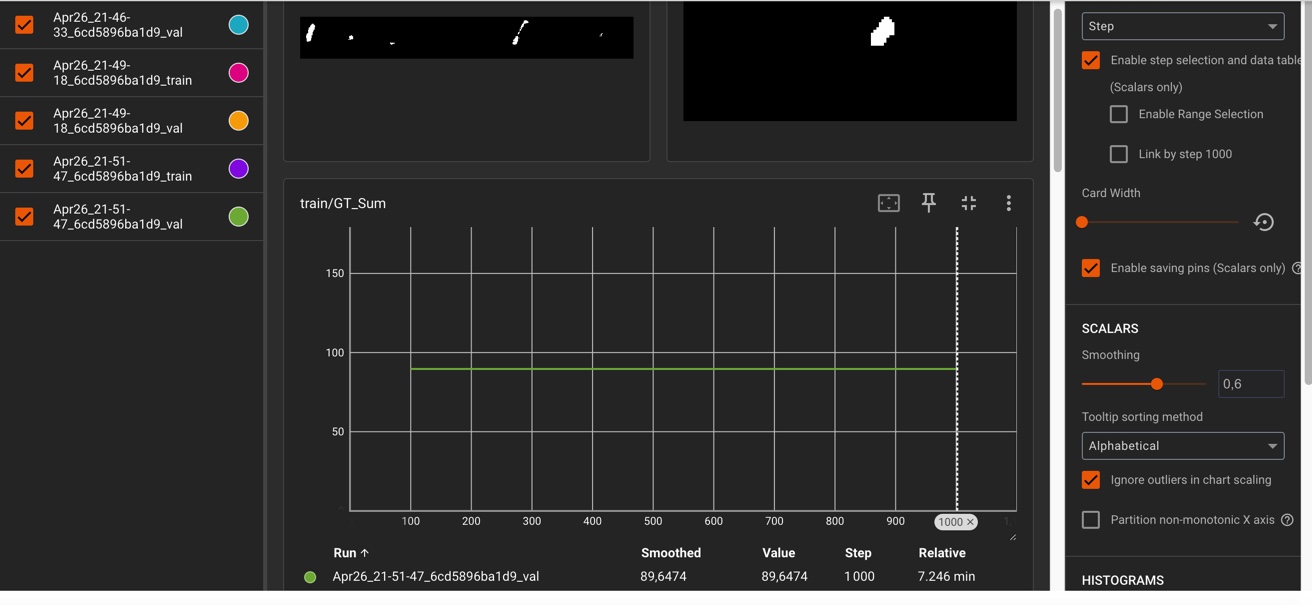 Apr26_21-46-
33_6cd5896ba1d9_val
Apr26_21-49-
18_6cd5896ba1d9_train
Apr26_21-49-
18_6cd5896ba1d9_val
Apr26_21-51-
47_6cd5896ba1d9_train
Apr26_21-51-
47_6cd5896ba1d9_val
train/GT_Sum
150
100
50
100 200 300 400 500 600 700 800 900 1000 ×
Run ↑ Smoothed Value Step Relative
Apr26_21-51-47_6cd5896ba1d9_val 89,6474 89,6474 1 000 7.246 min
Step
Enable step selection and data table
(Scalars only)
Enable Range Selection
Link by step 1000
Card Width
Enable saving pins (Scalars only) ?
SCALARS
Smoothing
0,6
Tooltip sorting method
Alphabetical
Ignore outliers in chart scaling
Partition non-monotonic X axis ?
HISTOGRAMS